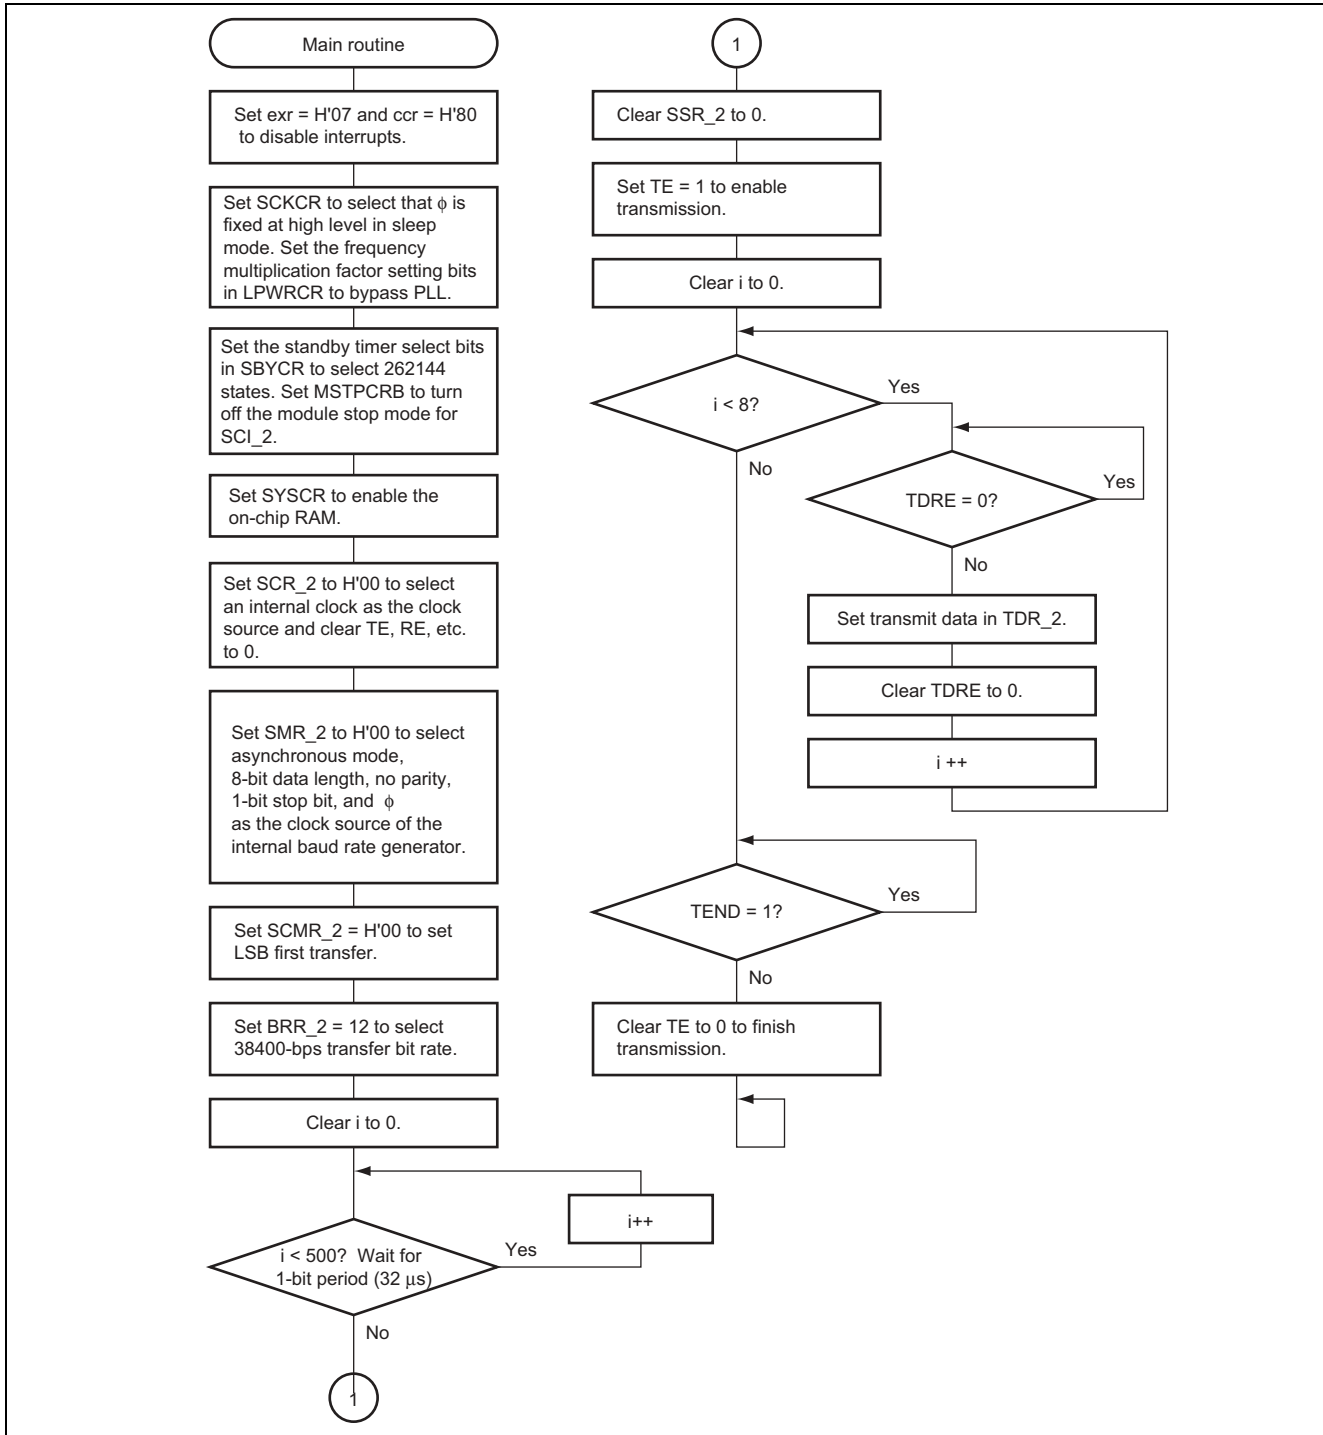 Main routine
Set exr = H'07 and ccr = H'80
to disable interrupts.
Set SCKCR to select that ϕ is
fixed at high level in sleep
mode. Set the frequency
multiplication factor setting bits
in LPWRCR to bypass PLL.
Set the standby timer select bits
in SBYCR to select 262144
states. Set MSTPCRB to turn
off the module stop mode for
SCI_2.
Set SYSCR to enable the
on-chip RAM.
Set SCR_2 to H'00 to select
an internal clock as the clock
source and clear TE, RE, etc.
to 0.
Set SMR_2 to H'00 to select
asynchronous mode,
8-bit data length, no parity,
1-bit stop bit, and ϕ
as the clock source of the
internal baud rate generator.
Set SCMR_2 = H'00 to set
LSB first transfer.
Set BRR_2 = 12 to select
38400-bps transfer bit rate.
Clear i to 0.
i++
i < 500? Wait for
1-bit period (32 μs)
Yes
No
1
1
Clear SSR_2 to 0.
Set TE = 1 to enable
transmission.
Clear i to 0.
i < 8?
Yes
No
TDRE = 0?
Yes
No
Set transmit data in TDR_2.
Clear TDRE to 0.
i ++
TEND = 1?
Yes
No
Clear TE to 0 to finish
transmission.